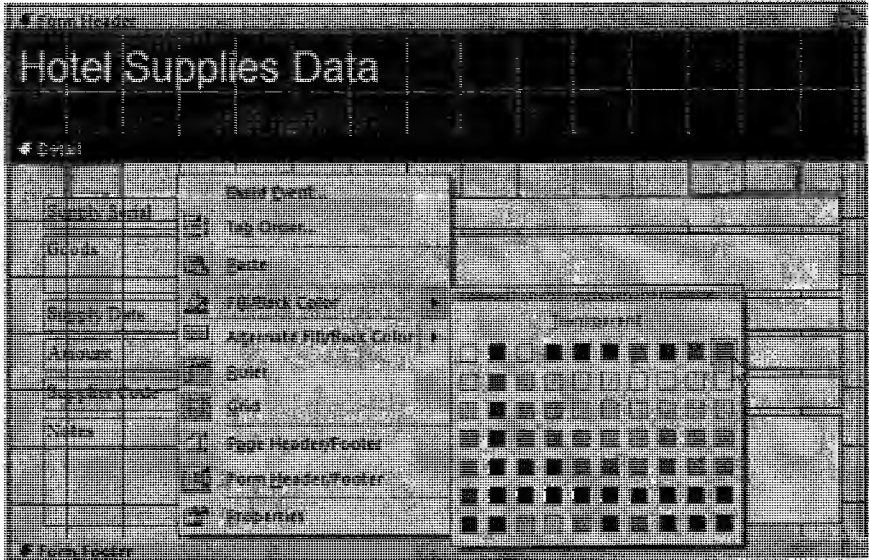 Form Header
Hotel Supplies Data
Detail
Build Event...
Supply Serial
Tab Order...
Goods
Paste
Fill/Back Color
Supply Date
Transparent
Alternate Fill/Back Color
Amount
Ruler
Supplier Code
Grid
Notes
Page Header/Footer
Form Header/Footer
Properties
Form Footer